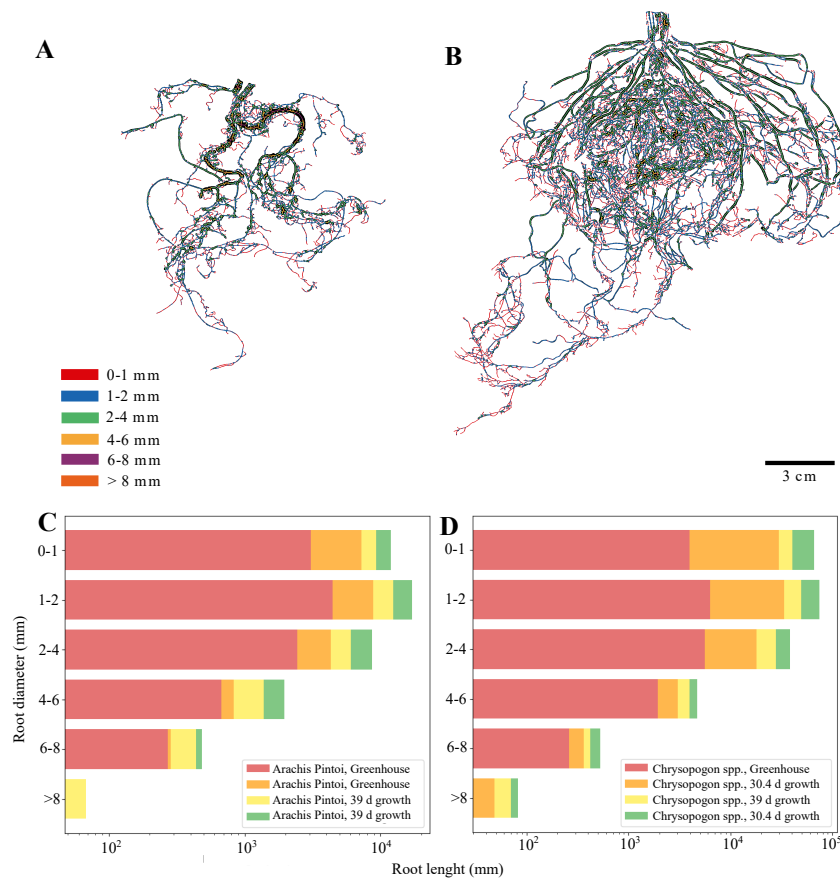 A
B
0-1 mm
1-2 mm
2-4 mm
4-6 mm
6-8 mm
> 8 mm
3 cm
C
D
Root diameter (mm)
0-1
1-2
2-4
4-6
6-8
>8
Arachis Pintoi, Greenhouse
Arachis Pintoi, Greenhouse
Arachis Pintoi, 39 d growth
Arachis Pintoi, 39 d growth
10²
10³
10⁴
0-1
1-2
2-4
4-6
6-8
>8
Chrysopogon spp., Greenhouse
Chrysopogon spp., 30.4 d growth
Chrysopogon spp., 39 d growth
Chrysopogon spp., 30.4 d growth
10²
10³
10⁴
10⁵
Root lenght (mm)